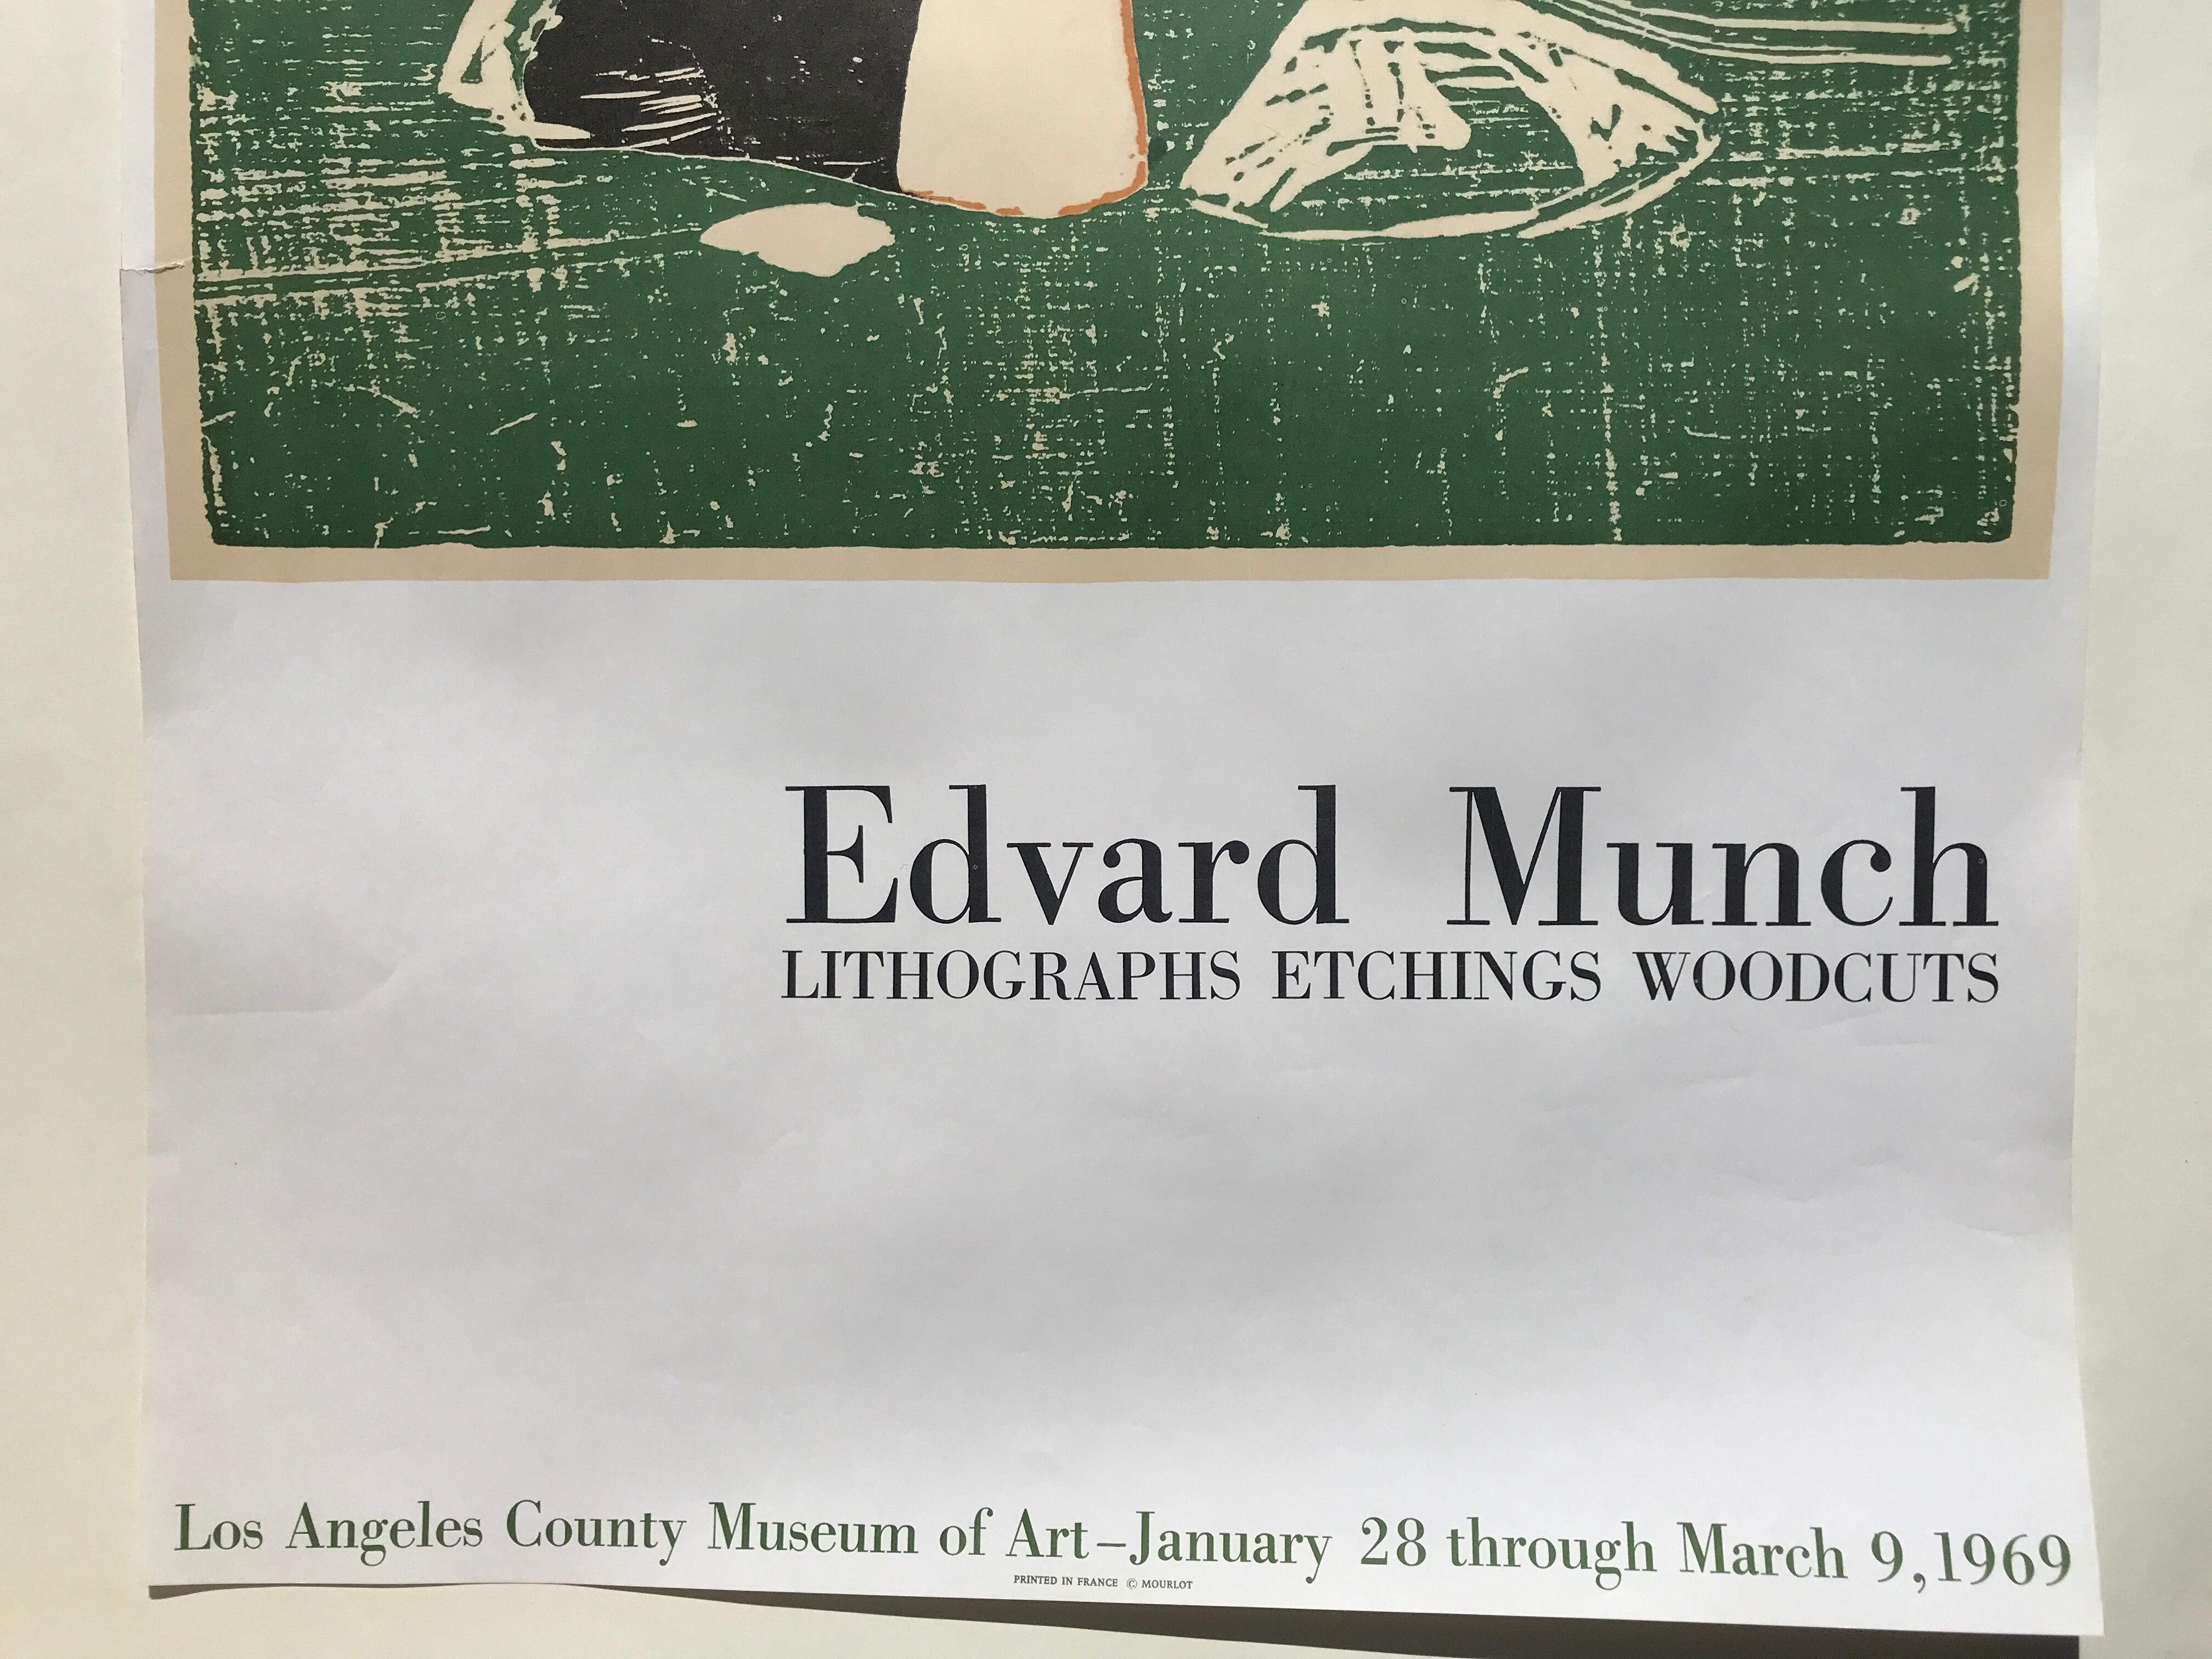 Edvard Munch
LITHOGRAPHS ETCHINGS WOODCUTS
Los Angeles County Museum of Art–January 28 through March 9,1969
PRINTED IN FRANCE © MOURLOT